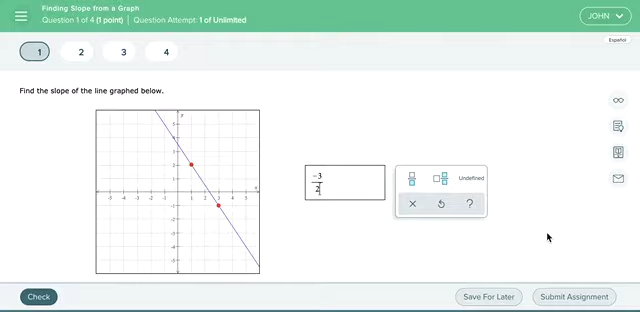 Finding Slope from a Graph
Question 1 of 4 (1 point) | Question Attempt: 1 of Unlimited
JOHN
Español
1 2 3 4
Find the slope of the line graphed below.
y
5
4
3
2
1
-5 -4 -3 -2 -1 1 2 3 4 5 x
-1
-2
-3
-4
-5
-3
2
Undefined
× ?
Check
Save For Later
Submit Assignment